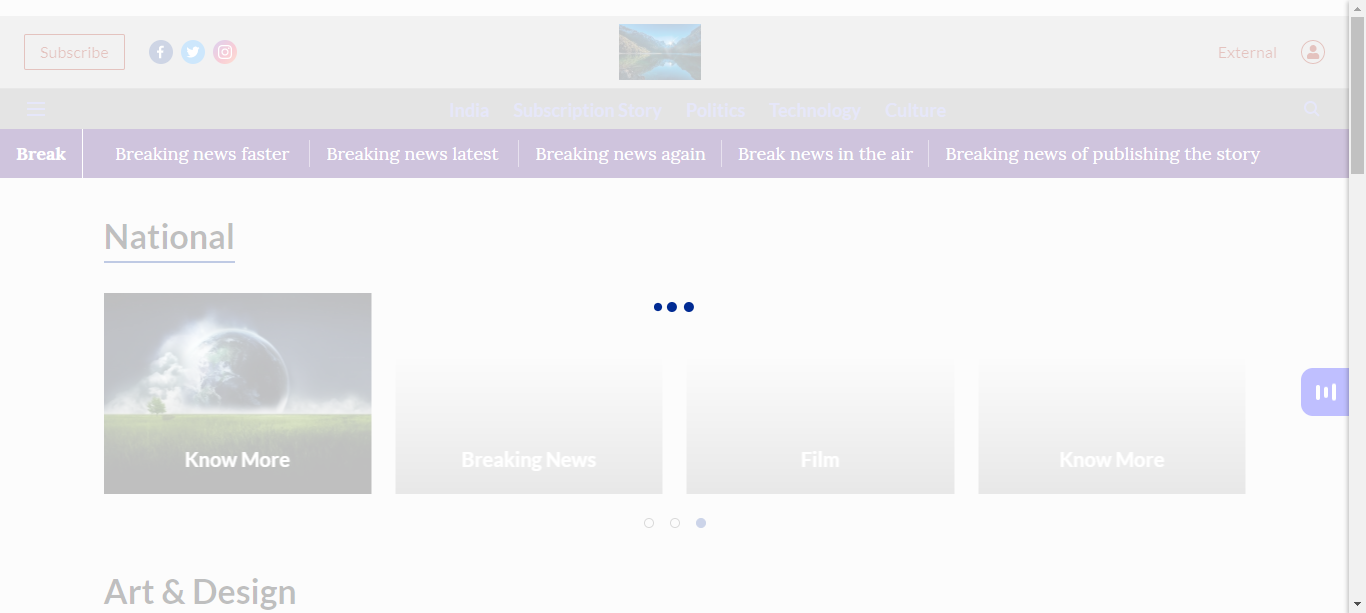 Subscribe
External
India Subscription Story Politics Technology Culture
Break Breaking news faster Breaking news latest Breaking news again Break news in the air Breaking news of publishing the story
National
Know More Breaking News Film Know More
Art & Design